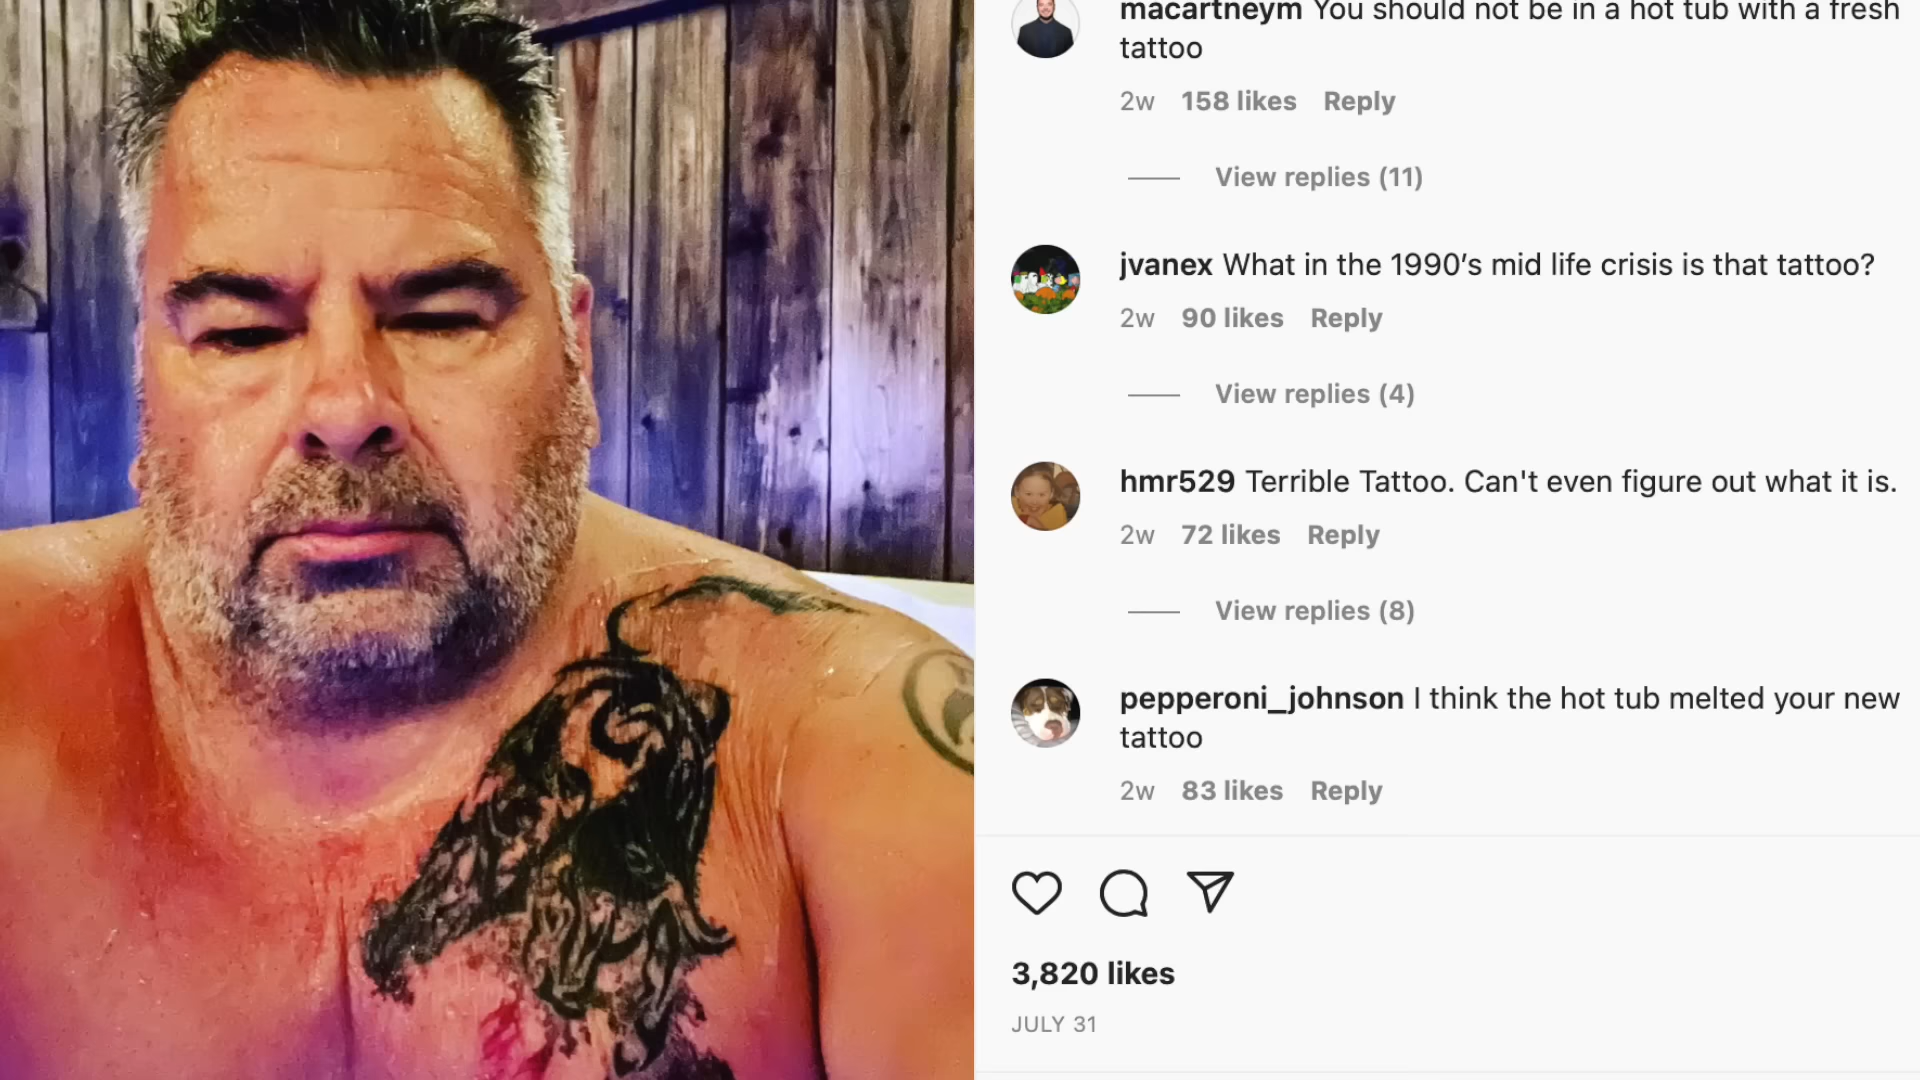 macartneym You should not be in a hot tub with a fresh
tattoo
2w 158 likes Reply
View replies (11)
jvanex What in the 1990’s mid life crisis is that tattoo?
2w 90 likes Reply
View replies (4)
hmr529 Terrible Tattoo. Can't even figure out what it is.
2w 72 likes Reply
View replies (8)
pepperoni_johnson I think the hot tub melted your new
tattoo
2w 83 likes Reply
3,820 likes
JULY 31